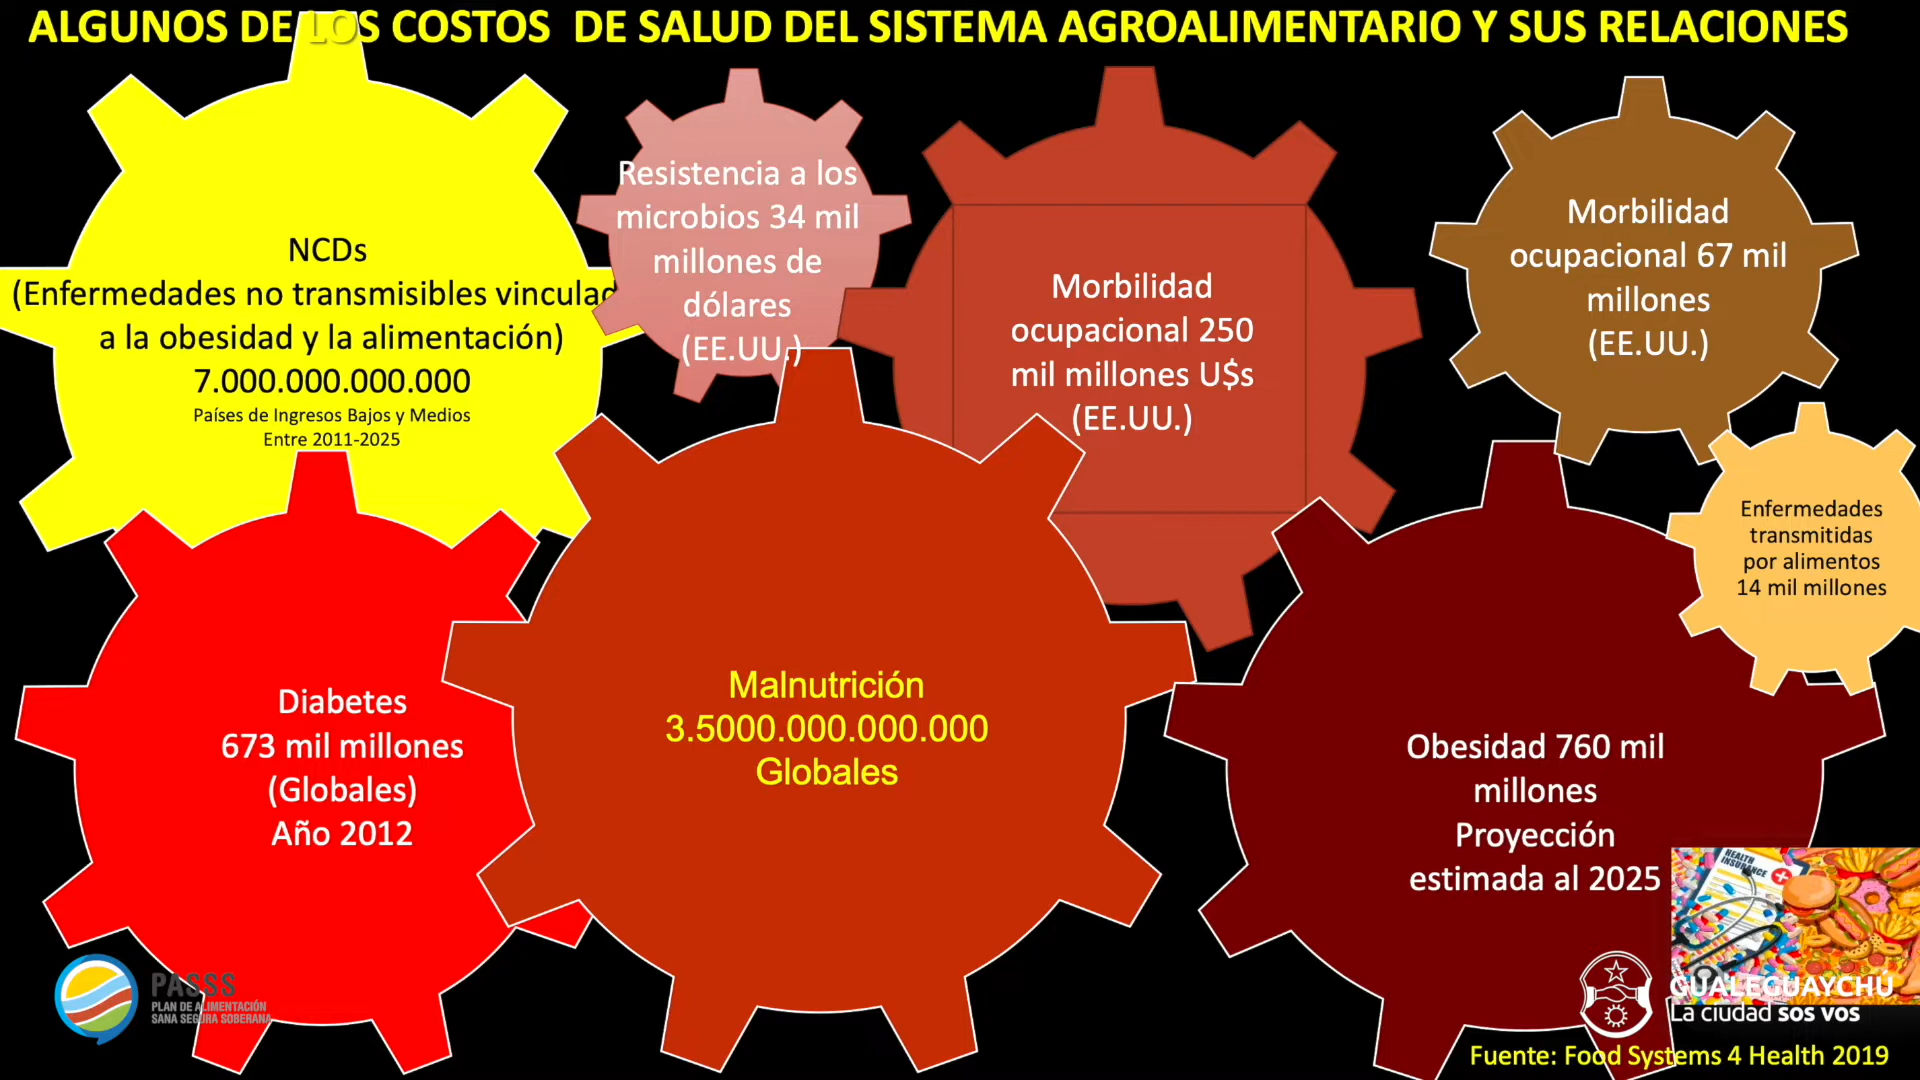 ALGUNOS DE LOS COSTOS DE SALUD DEL SISTEMA AGROALIMENTARIO Y SUS RELACIONES
NCDs
(Enfermedades no transmisibles vinculad
a la obesidad y la alimentación)
7.000.000.000.000
Países de Ingresos Bajos y Medios
Entre 2011-2025
Resistencia a los
microbios 34 mil
millones de
dólares
(EE.UU.)
Morbilidad
ocupacional 250
mil millones U$s
(EE.UU.)
Morbilidad
ocupacional 67 mil
millones
(EE.UU.)
Enfermedades
transmitidas
por alimentos
14 mil millones
Diabetes
673 mil millones
(Globales)
Año 2012
Malnutrición
3.5000.000.000.000
Globales
Obesidad 760 mil
millones
Proyección
estimada al 2025
HEALTH
INSURANCE
PASSS
PLAN DE ALIMENTACIÓN
SANA SEGURA SOBERANA
GUALEGUAYCHÚ
La ciudad sos vos
Fuente: Food Systems 4 Health 2019